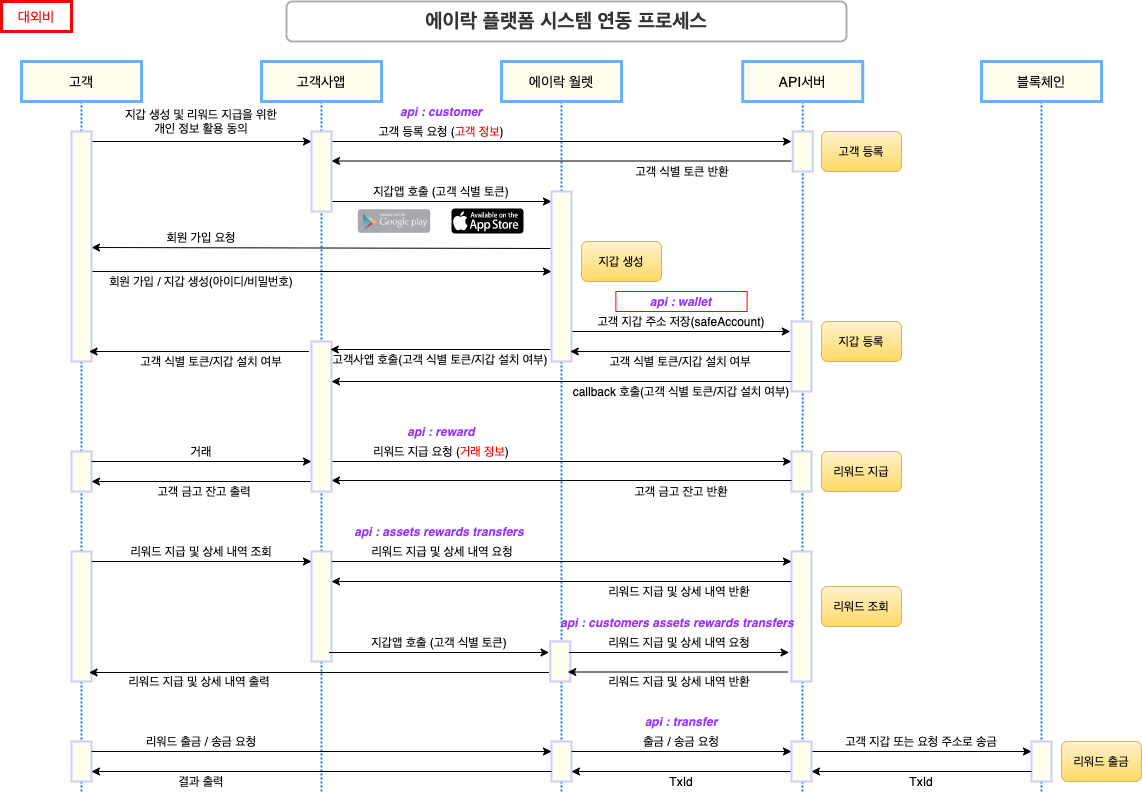 대외비
에이락 플랫폼 시스템 연동 프로세스
고객
고객사앱
에이락 월렛
API서버
블록체인
지갑 생성 및 리워드 지급을 위한
개인 정보 활용 동의
api : customer
고객 등록 요청 (고객 정보)
고객 등록
고객 식별 토큰 반환
지갑앱 호출 (고객 식별 토큰)
Google play
Available on the
App Store
회원 가입 요청
지갑 생성
회원 가입 / 지갑 생성(아이디/비밀번호)
api : wallet
고객 지갑 주소 저장(safeAccount)
지갑 등록
고객 식별 토큰/지갑 설치 여부
고객사앱 호출(고객 식별 토큰/지갑 설치 여부)
고객 식별 토큰/지갑 설치 여부
callback 호출(고객 식별 토큰/지갑 설치 여부)
api : reward
거래
리워드 지급 요청 (거래 정보)
리워드 지급
고객 금고 잔고 출력
고객 금고 잔고 반환
api : assets rewards transfers
리워드 지급 및 상세 내역 조회
리워드 지급 및 상세 내역 요청
리워드 지급 및 상세 내역 반환
리워드 조회
api : customers assets rewards transfers
지갑앱 호출 (고객 식별 토큰)
리워드 지급 및 상세 내역 요청
리워드 지급 및 상세 내역 출력
리워드 지급 및 상세 내역 반환
api : transfer
리워드 출금 / 송금 요청
출금 / 송금 요청
고객 지갑 또는 요청 주소로 송금
리워드 출금
결과 출력
TxId
TxId